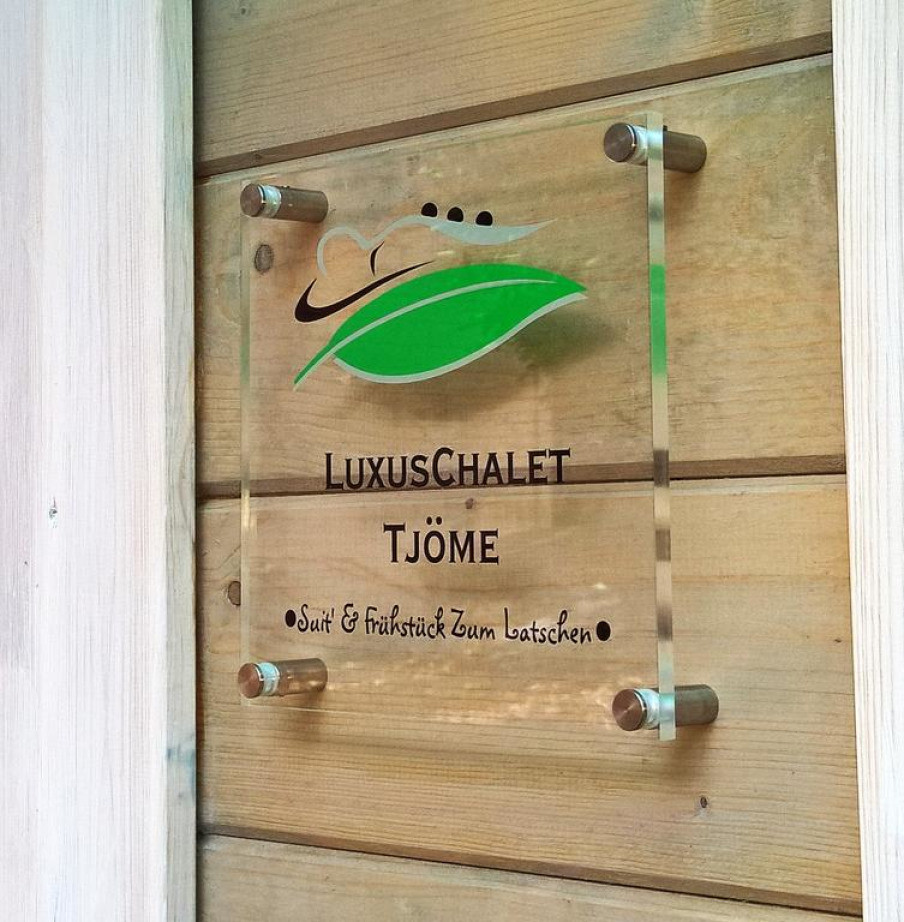 LuxusChalet
Tjöme
•Suit' & Frühstück Zum Latschen•